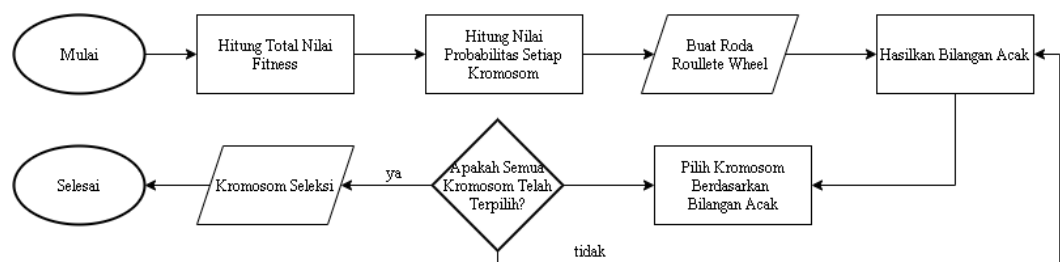 Mulai
Hitung Total Nilai
Fitness
Hitung Nilai
Probabilitas Setiap
Kromosom
Buat Roda
Roullete Wheel
Hasilkan Bilangan Acak
Selesai
Kromosom Seleksi
ya
Apakah Semua
Kromosom Telah
Terpilih?
Pilih Kromosom
Berdasarkan
Bilangan Acak
tidak